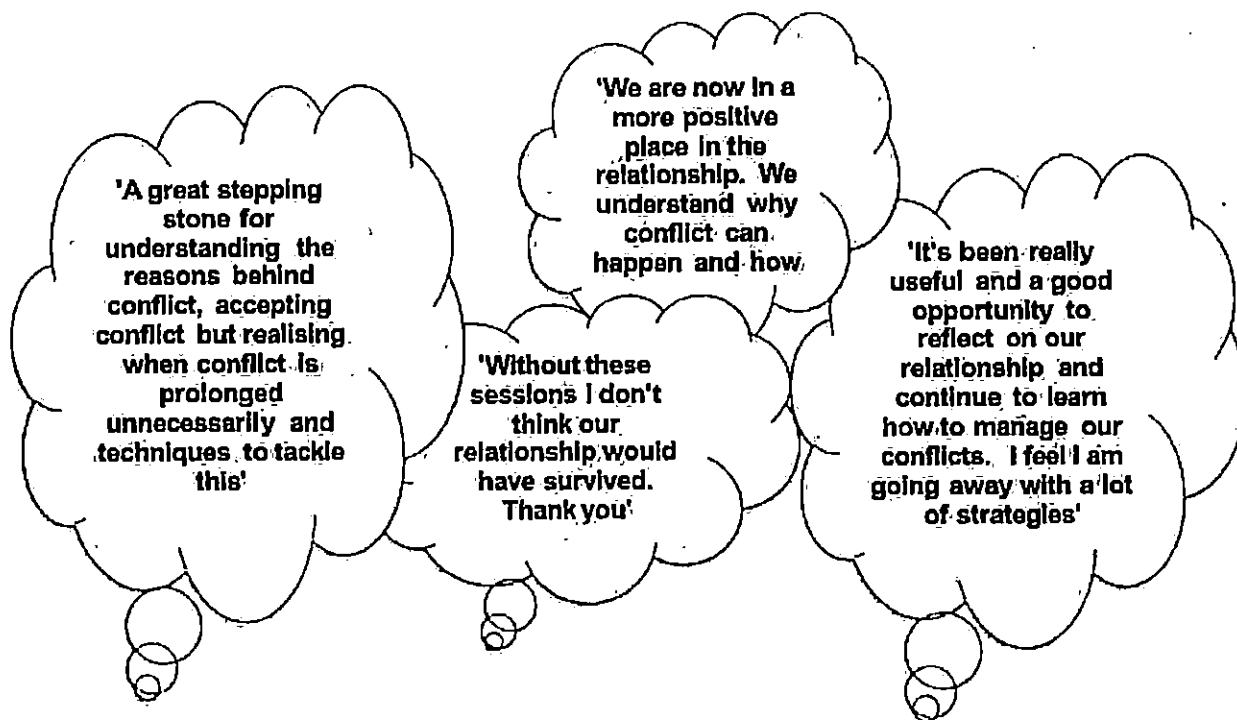 'A great stepping
stone for
understanding the
reasons behind
conflict, accepting
conflict but realising
when conflict is
prolonged
unnecessarily and
techniques to tackle
this'
'We are now in a
more positive
place in the
relationship. We
understand why
conflict can
happen and how
'Without these
sessions I don't
think our
relationship would
have survived.
Thank you'
'It's been really
useful and a good
opportunity to
reflect on our
relationship and
continue to learn
how to manage our
conflicts. I feel I am
going away with a lot
of strategies'